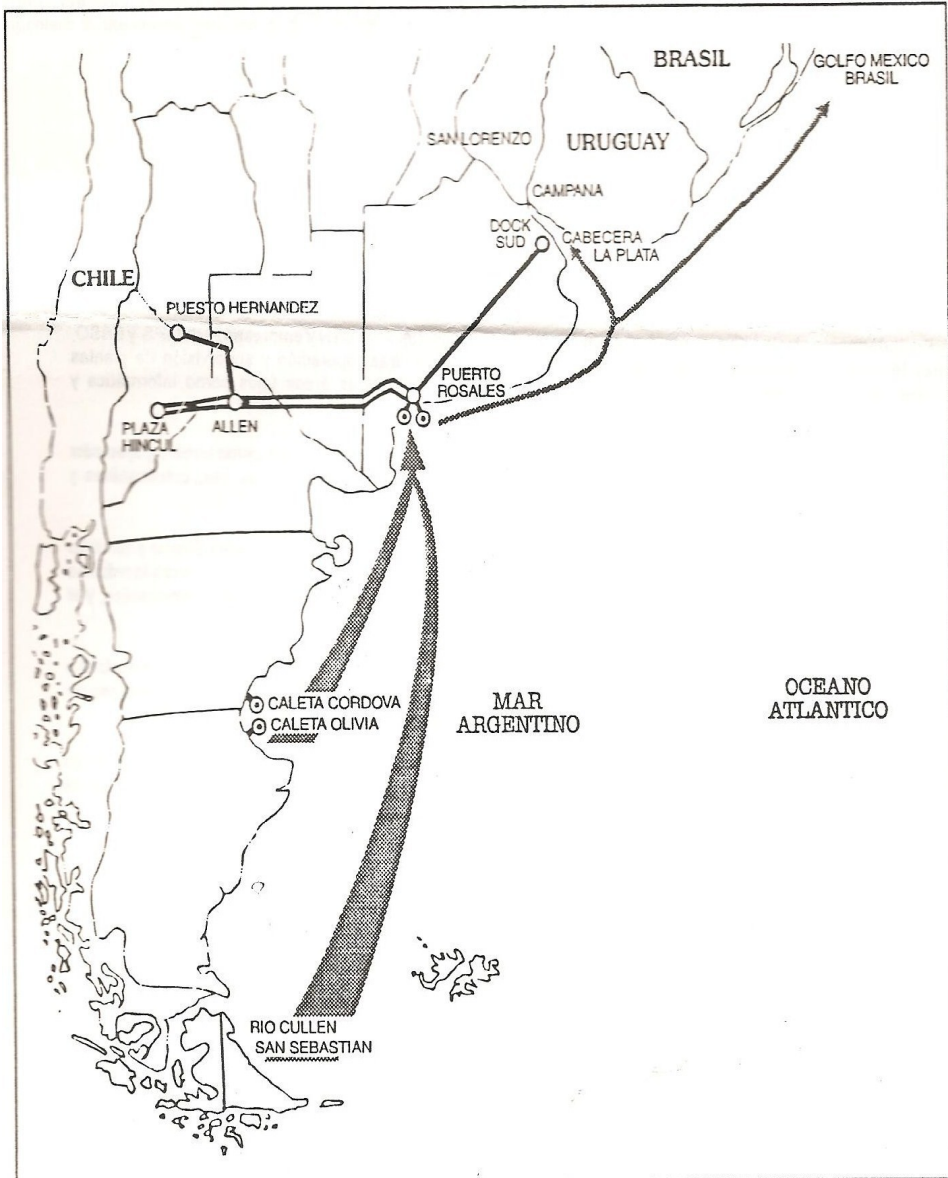 BRASIL
GOLFO MEXICO
BRASIL
SAN LORENZO
URUGUAY
CAMPANA
DOCK
SUD
CABECERA
LA PLATA
CHILE
PUESTO HERNANDEZ
PUERTO
ROSALES
PLAZA
HINCUL
ALLEN
CALETA CORDOVA
CALETA OLIVIA
MAR
ARGENTINO
OCEANO
ATLANTICO
RIO CULLEN
SAN SEBASTIAN